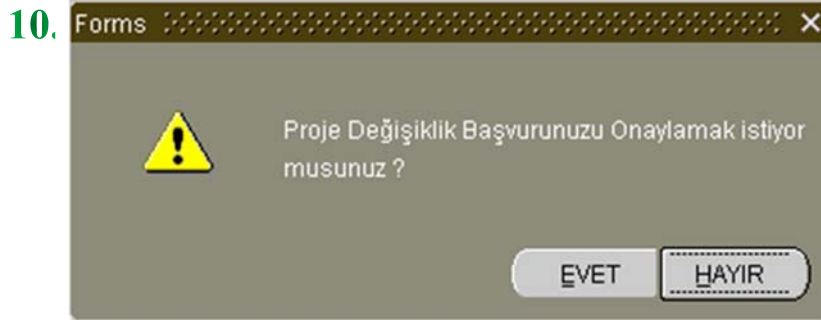 10.
Forms
Proje Değişiklik Başvurunuzu Onaylamak istiyor
musunuz ?
EVET HAYIR